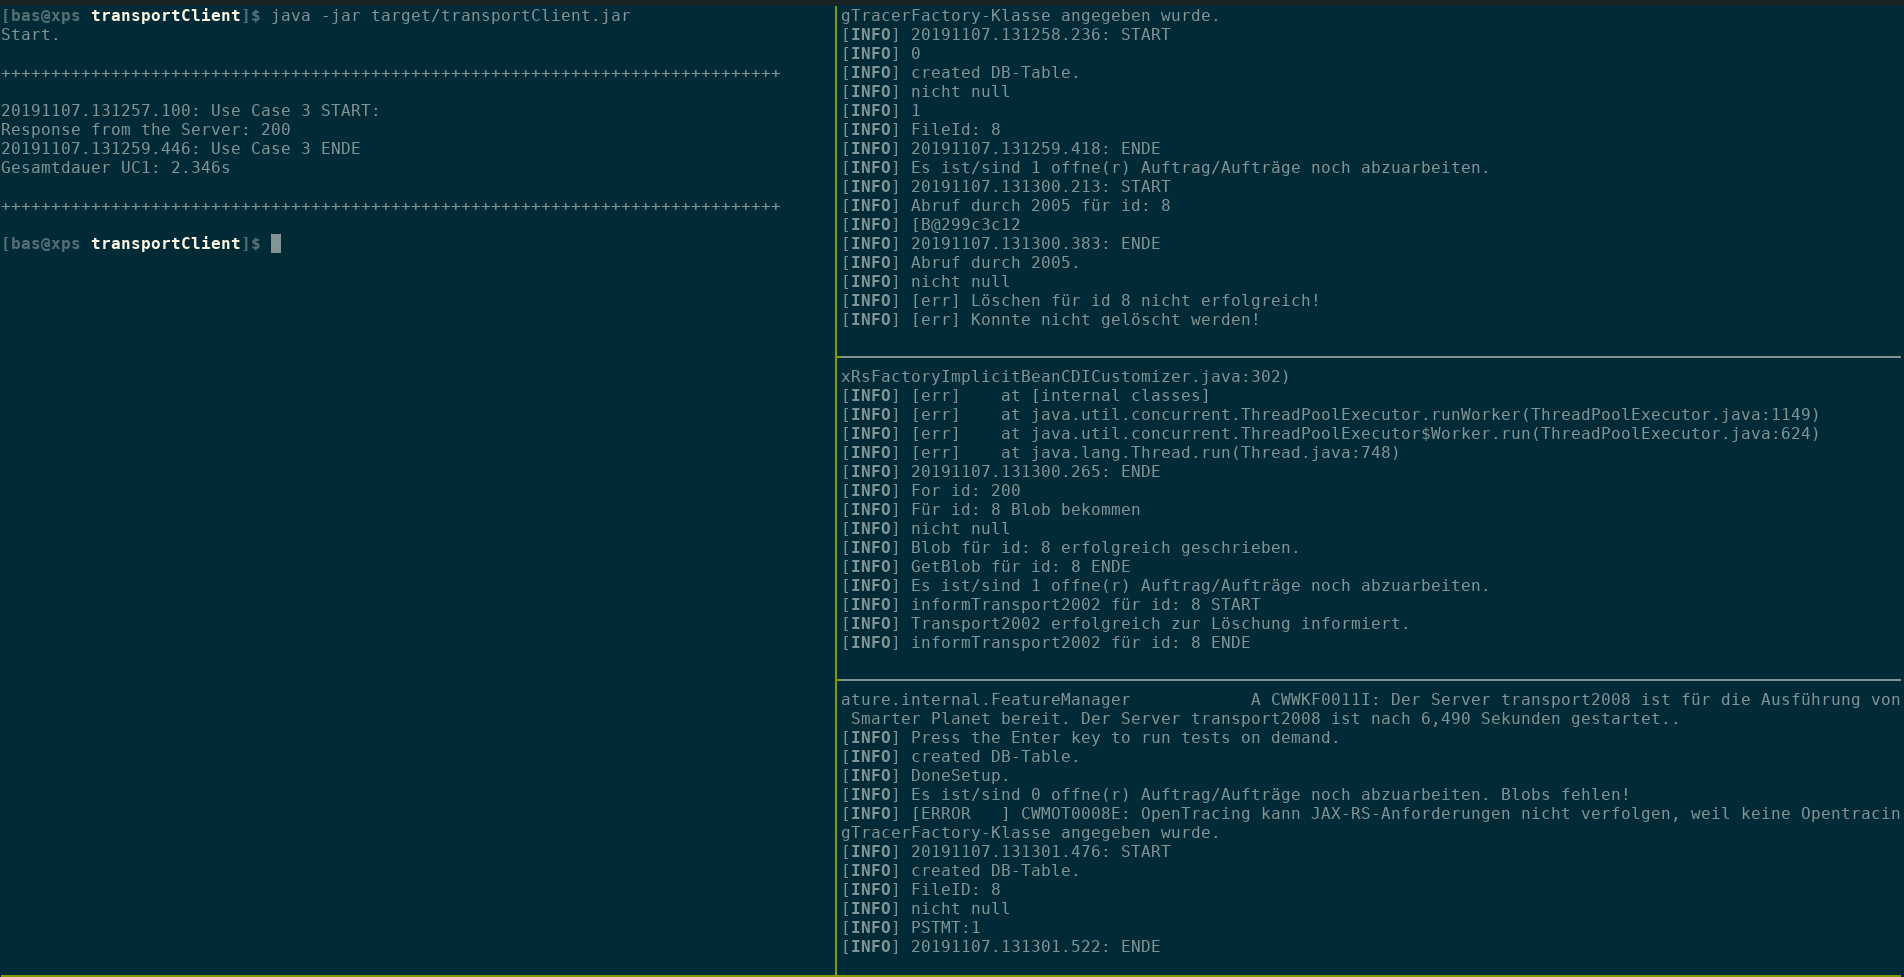 [bas@xps transportClient]$ java -jar target/transportClient.jar
Start.
++++++++++++++++++++++++++++++++++++++++++++++++++++++++++++++++++++++++++++++
20191107.131257.100: Use Case 3 START:
Response from the Server: 200
20191107.131259.446: Use Case 3 ENDE
Gesamtdauer UC1: 2.346s
++++++++++++++++++++++++++++++++++++++++++++++++++++++++++++++++++++++++++++++
[bas@xps transportClient]$
gTracerFactory-Klasse angegeben wurde.
[INFO] 20191107.131258.236: START
[INFO] 0
[INFO] created DB-Table.
[INFO] nicht null
[INFO] 1
[INFO] FileId: 8
[INFO] 20191107.131259.418: ENDE
[INFO] Es ist/sind 1 offne(r) Auftrag/Aufträge noch abzuarbeiten.
[INFO] 20191107.131300.213: START
[INFO] Abruf durch 2005 für id: 8
[INFO] [B@299c3c12
[INFO] 20191107.131300.383: ENDE
[INFO] Abruf durch 2005.
[INFO] nicht null
[INFO] [err] Löschen für id 8 nicht erfolgreich!
[INFO] [err] Konnte nicht gelöscht werden!
xRsFactoryImplicitBeanCDICustomizer.java:302)
[INFO] [err]    at [internal classes]
[INFO] [err]    at java.util.concurrent.ThreadPoolExecutor.runWorker(ThreadPoolExecutor.java:1149)
[INFO] [err]    at java.util.concurrent.ThreadPoolExecutor$Worker.run(ThreadPoolExecutor.java:624)
[INFO] [err]    at java.lang.Thread.run(Thread.java:748)
[INFO] 20191107.131300.265: ENDE
[INFO] For id: 200
[INFO] Für id: 8 Blob bekommen
[INFO] nicht null
[INFO] Blob für id: 8 erfolgreich geschrieben.
[INFO] GetBlob für id: 8 ENDE
[INFO] Es ist/sind 1 offne(r) Auftrag/Aufträge noch abzuarbeiten.
[INFO] informTransport2002 für id: 8 START
[INFO] Transport2002 erfolgreich zur Löschung informiert.
[INFO] informTransport2002 für id: 8 ENDE
ature.internal.FeatureManager            A CWWKF0011I: Der Server transport2008 ist für die Ausführung von
 Smarter Planet bereit. Der Server transport2008 ist nach 6,490 Sekunden gestartet..
[INFO] Press the Enter key to run tests on demand.
[INFO] created DB-Table.
[INFO] DoneSetup.
[INFO] Es ist/sind 0 offne(r) Auftrag/Aufträge noch abzuarbeiten. Blobs fehlen!
[INFO] [ERROR   ] CWMOT0008E: OpenTracing kann JAX-RS-Anforderungen nicht verfolgen, weil keine Opentracin
gTracerFactory-Klasse angegeben wurde.
[INFO] 20191107.131301.476: START
[INFO] created DB-Table.
[INFO] FileID: 8
[INFO] nicht null
[INFO] PSTMT:1
[INFO] 20191107.131301.522: ENDE